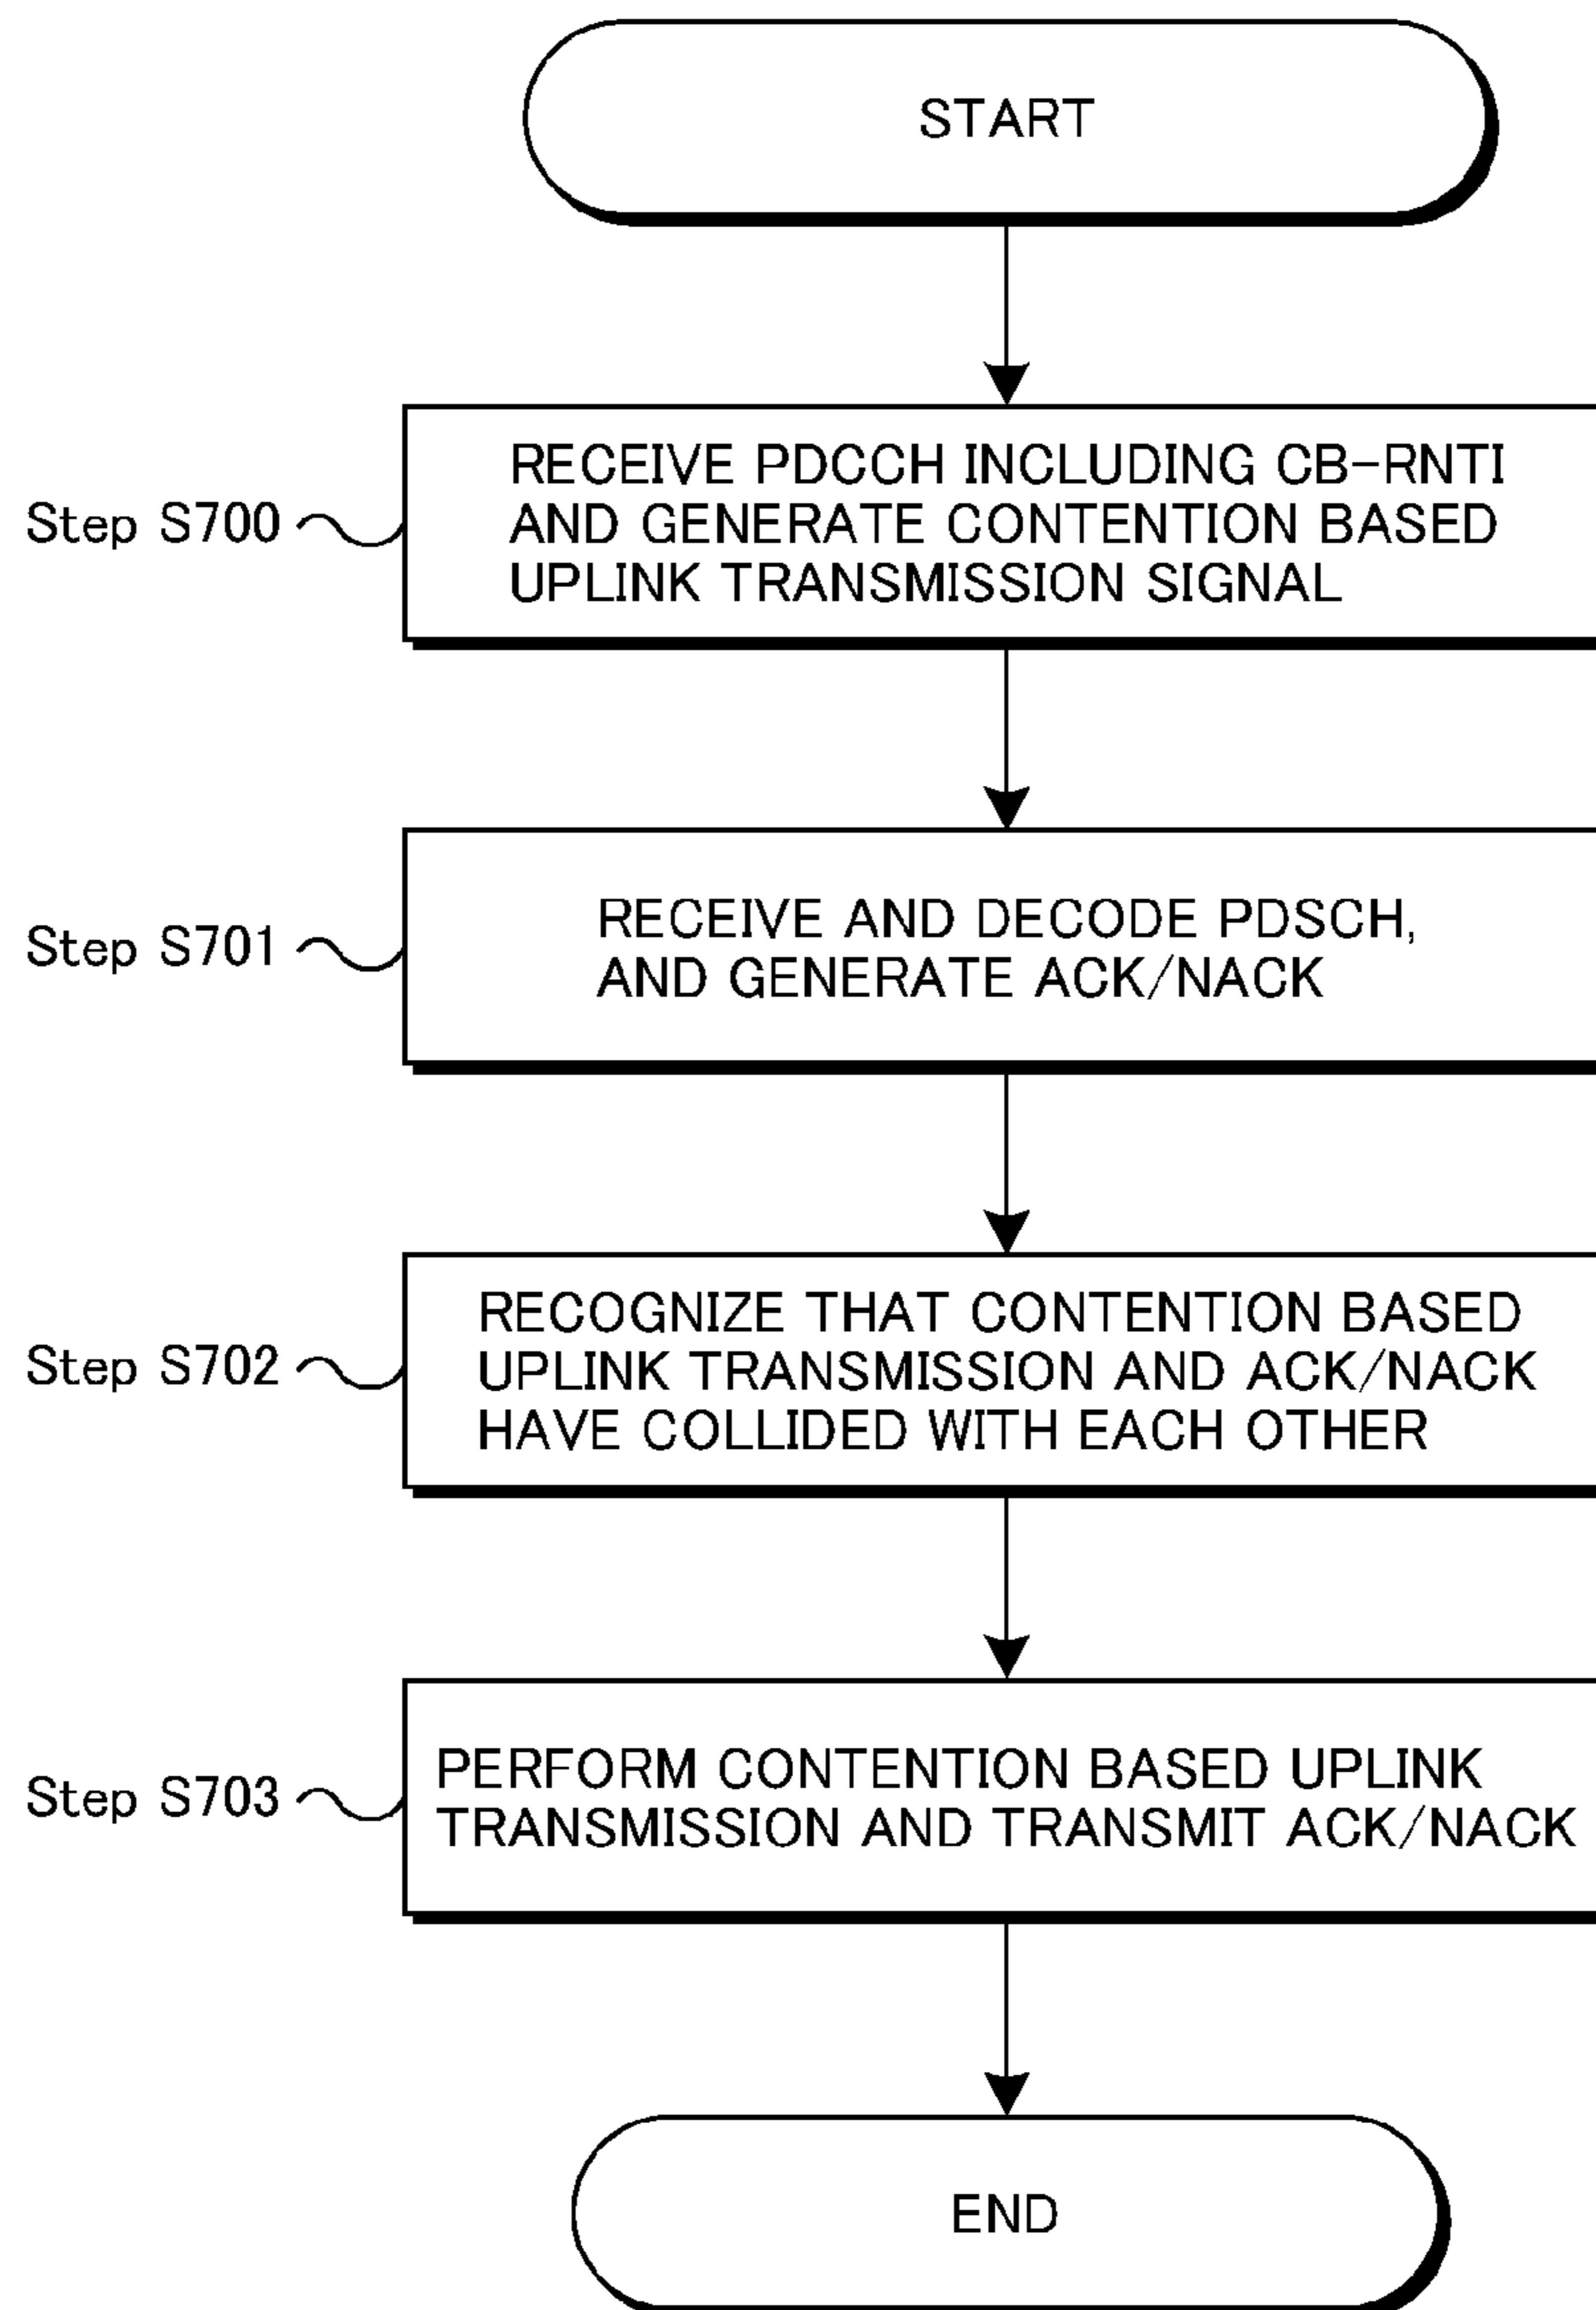 START
RECEIVE PDCCH INCLUDING CB-RNTI
AND GENERATE CONTENTION BASED
UPLINK TRANSMISSION SIGNAL
Step S700
RECEIVE AND DECODE PDSCH,
AND GENERATE ACK/NACK
Step S701
RECOGNIZE THAT CONTENTION BASED
UPLINK TRANSMISSION AND ACK/NACK
HAVE COLLIDED WITH EACH OTHER
Step S702
PERFORM CONTENTION BASED UPLINK
TRANSMISSION AND TRANSMIT ACK/NACK
Step S703
END